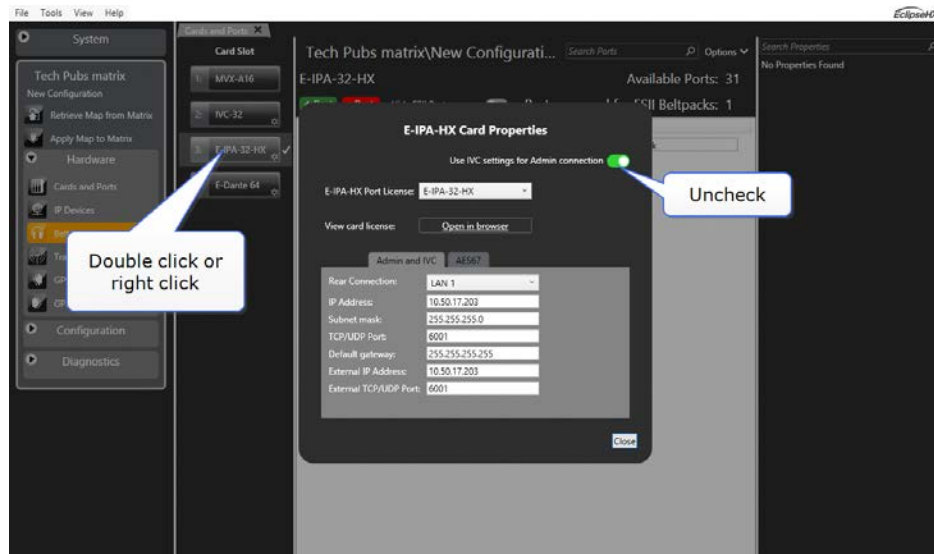 File Tools View Help
EclipseHX
System
Tech Pubs matrix
New Configuration
Retrieve Map from Matrix
Apply Map to Matrix
Hardware
Cards and Ports
IP Devices
Configuration
Diagnostics
Cards and Ports X
Card Slot
1: MVX-A16
2: IVC-32
3: E-IPA-32-HX
E-Dante 64
Tech Pubs matrix\New Configurati...
Search Ports
Options
E-IPA-32-HX
Available Ports: 31
Beltpacks: 1
Search Properties
No Properties Found
E-IPA-HX Card Properties
Use IVC settings for Admin connection
E-IPA-HX Port License: E-IPA-32-HX
View card license: Open in browser
Admin and IVC AES67
Rear Connection: LAN 1
IP Address: 10.50.17.203
Subnet mask: 255.255.255.0
TCP/UDP Port: 6001
Default gateway: 255.255.255.255
External IP Address: 10.50.17.203
External TCP/UDP Port: 6001
Close
Double click or
right click
Uncheck